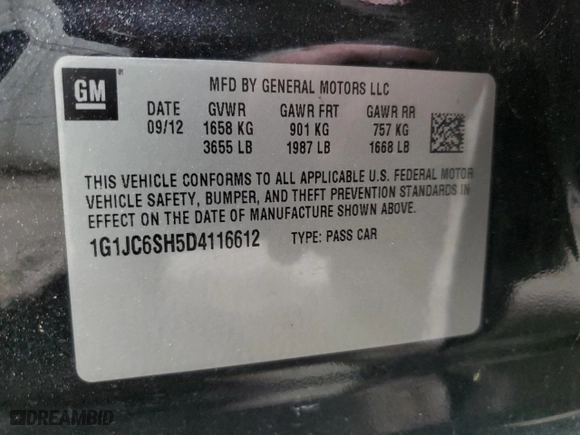 GM
MFD BY GENERAL MOTORS LLC
DATE GVWR GAWR FRT GAWR RR
09/12 1658 KG 901 KG 757 KG
3655 LB 1987 LB 1668 LB
THIS VEHICLE CONFORMS TO ALL APPLICABLE U.S. FEDERAL MOTOR
VEHICLE SAFETY, BUMPER, AND THEFT PREVENTION STANDARDS IN
EFFECT ON THE DATE OF MANUFACTURE SHOWN ABOVE.
1G1JC6SH5D4116612 TYPE: PASS CAR
DREAMBID